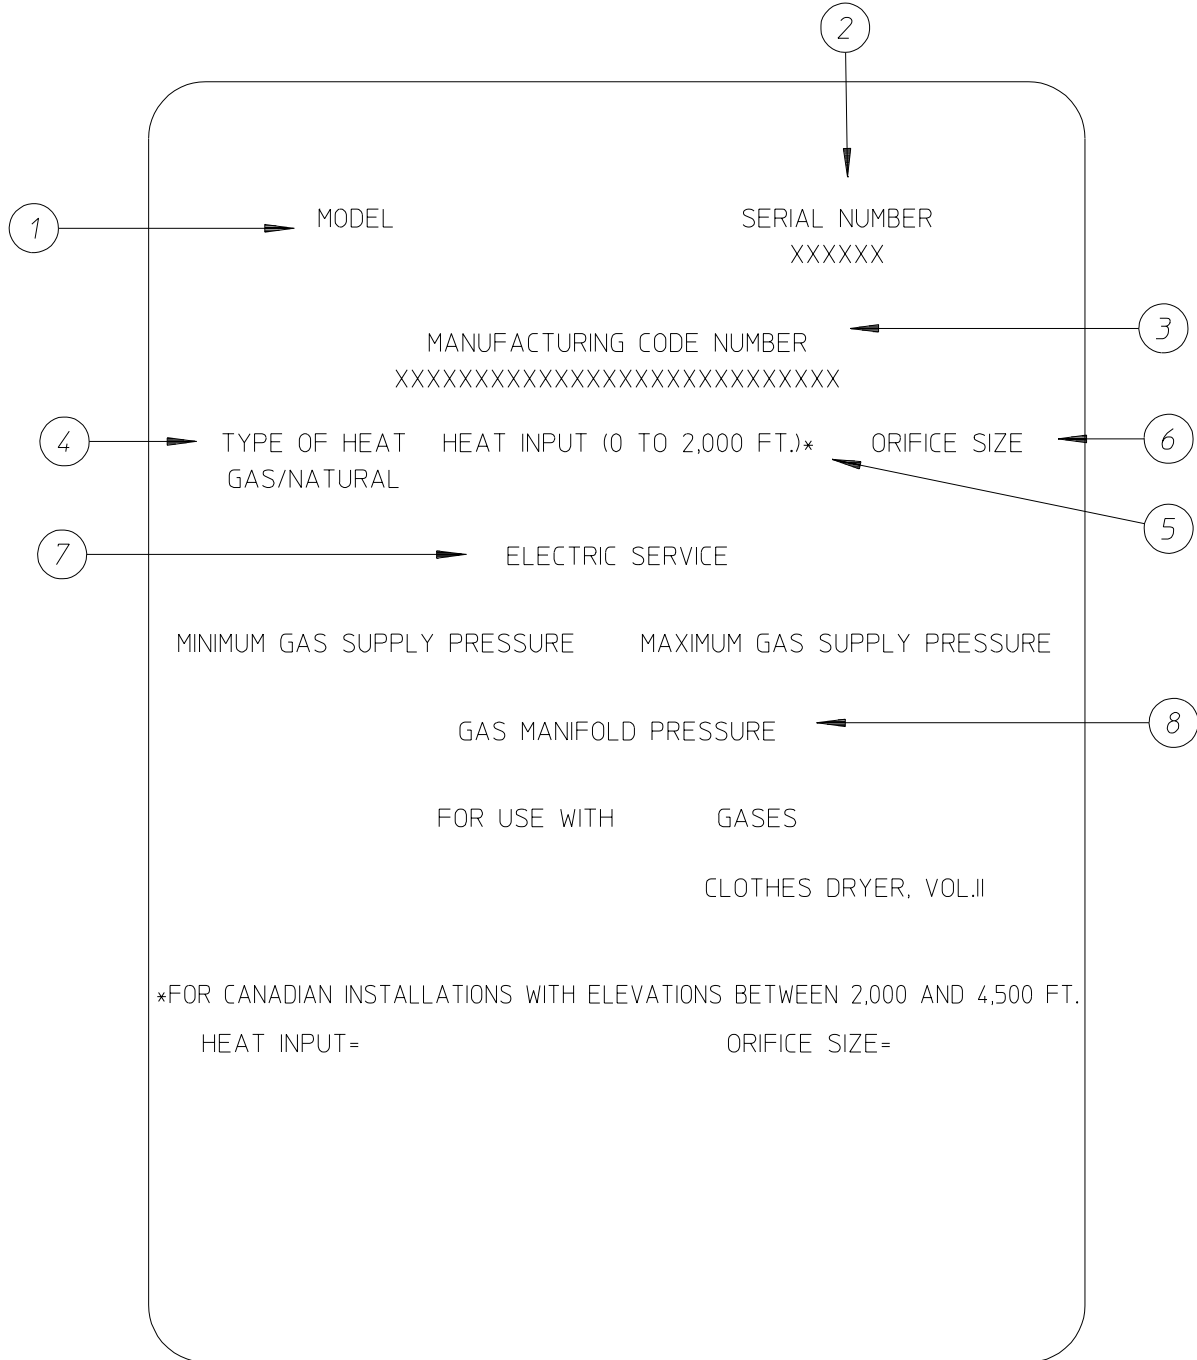 2
1
MODEL
SERIAL NUMBER
XXXXXX
3
MANUFACTURING CODE NUMBER
XXXXXXXXXXXXXXXXXXXXXXXXXXXX
4
TYPE OF HEAT HEAT INPUT (0 TO 2,000 FT.)* ORIFICE SIZE
6
GAS/NATURAL
5
7
ELECTRIC SERVICE
MINIMUM GAS SUPPLY PRESSURE MAXIMUM GAS SUPPLY PRESSURE
GAS MANIFOLD PRESSURE
8
FOR USE WITH GASES
CLOTHES DRYER, VOL.II
*FOR CANADIAN INSTALLATIONS WITH ELEVATIONS BETWEEN 2,000 AND 4,500 FT.
HEAT INPUT= ORIFICE SIZE=